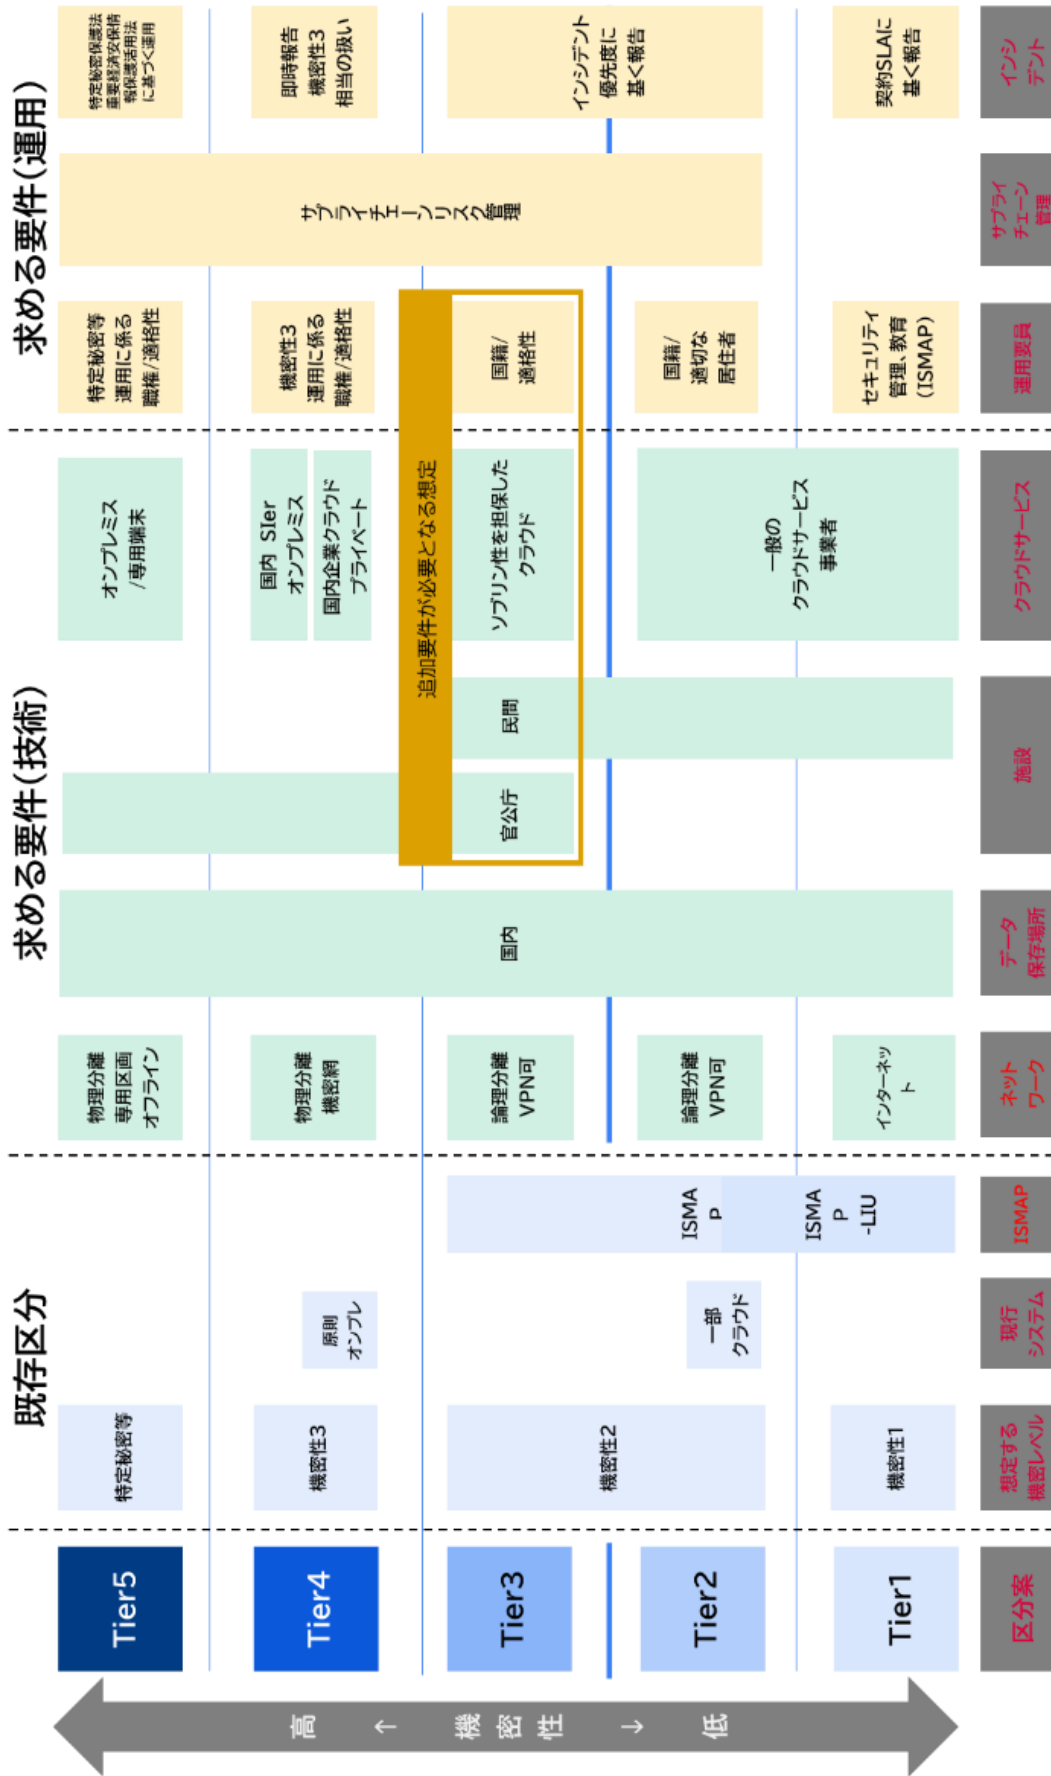 既存区分
求める要件(技術)
求める要件(運用)
高
↑
機密性
↓
低
Tier5
特定秘密等
物理分離
専用区画
オフライン
オンプレミス
/専用端末
特定秘密等
運用に係る
職権/適格性
特定秘密保護法
重要経済安保情
報保護活用法
に基づく運用
Tier4
機密性3
原則
オンプレ
物理分離
機密網
国内 SIer
オンプレミス
国内企業クラウド
プライベート
機密性3
運用に係る
職権/適格性
即時報告
機密性3
相当の扱い
追加要件が必要となる想定
サプライチェーンリスク管理
Tier3
論理分離
VPN可
国内
官公庁
民間
ソブリン性を担保した
クラウド
国籍/
適格性
機密性2
インシデント
優先度に
基く報告
Tier2
一部
クラウド
ISMA
P
論理分離
VPN可
一般の
クラウドサービス
事業者
国籍/
適切な
居住者
Tier1
機密性1
ISMA
P
-LIU
インターネッ
ト
セキュリティ
管理、教育
(ISMAP)
契約SLAに
基く報告
区分案
想定する
機密レベル
現行
システム
ISMAP
ネット
ワーク
データ
保存場所
施設
クラウドサービス
運用要員
サプライ
チェーン
管理
インシ
デント